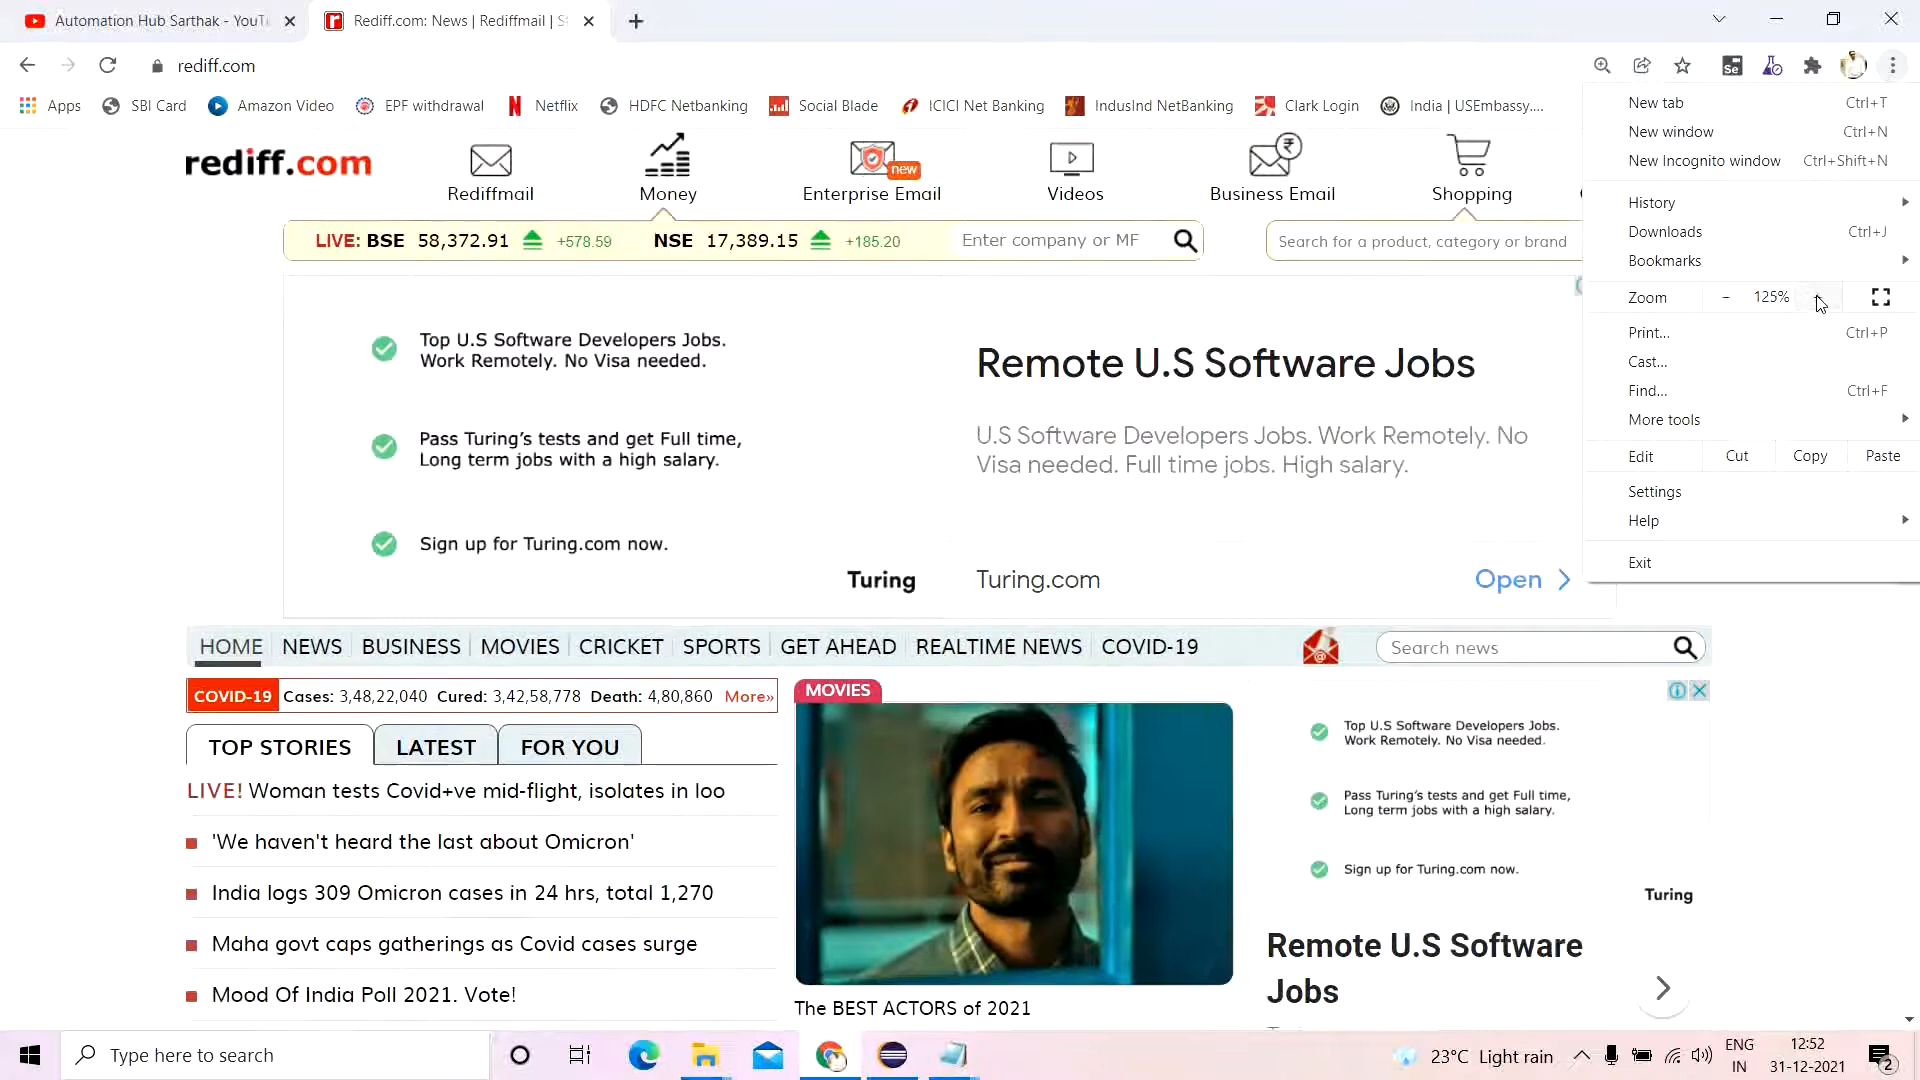 Automation Hub Sarthak - YouTu
Rediff.com: News | Rediffmail | S
rediff.com
Apps
SBI Card
Amazon Video
EPF withdrawal
Netflix
HDFC Netbanking
Social Blade
ICICI Net Banking
IndusInd NetBanking
Clark Login
India | USEmbassy....
Se
New tab Ctrl+T
New window Ctrl+N
New Incognito window Ctrl+Shift+N
History
Downloads Ctrl+J
Bookmarks
Zoom - 125%
Print... Ctrl+P
Cast...
Find... Ctrl+F
More tools
Edit Cut Copy Paste
Settings
Help
Exit
rediff.com
Rediffmail
Money
new
Enterprise Email
Videos
₹
Business Email
Shopping
LIVE: BSE 58,372.91 +578.59 NSE 17,389.15 +185.20
Enter company or MF
Search for a product, category or brand
Top U.S Software Developers Jobs.
Work Remotely. No Visa needed.
Pass Turing's tests and get Full time,
Long term jobs with a high salary.
Sign up for Turing.com now.
Turing
Remote U.S Software Jobs
U.S Software Developers Jobs. Work Remotely. No
Visa needed. Full time jobs. High salary.
Turing.com
Open
HOME NEWS BUSINESS MOVIES CRICKET SPORTS GET AHEAD REALTIME NEWS COVID-19
Search news
COVID-19 Cases: 3,48,22,040 Cured: 3,42,58,778 Death: 4,80,860 More»
TOP STORIES LATEST FOR YOU
LIVE! Woman tests Covid+ve mid-flight, isolates in loo
'We haven't heard the last about Omicron'
India logs 309 Omicron cases in 24 hrs, total 1,270
Maha govt caps gatherings as Covid cases surge
Mood Of India Poll 2021. Vote!
MOVIES
The BEST ACTORS of 2021
Top U.S Software Developers Jobs.
Work Remotely. No Visa needed.
Pass Turing's tests and get Full time,
Long term jobs with a high salary.
Sign up for Turing.com now.
Turing
Remote U.S Software
Jobs
Type here to search
23°C Light rain
ENG
IN
12:52
31-12-2021
2